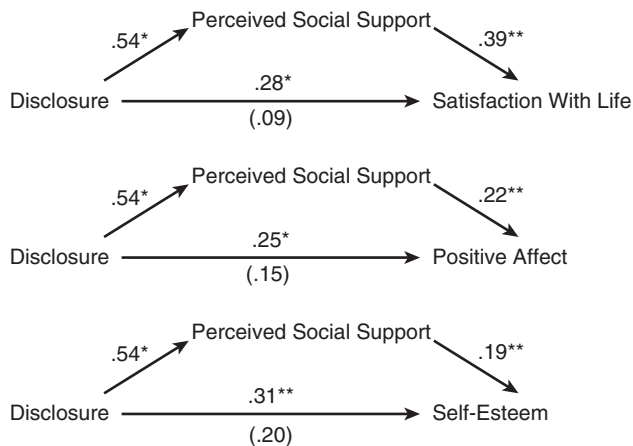 Perceived Social Support
.54* .39**
.28*
Disclosure Satisfaction With Life
(.09)
Perceived Social Support
.54* .22**
.25*
Disclosure Positive Affect
(.15)
Perceived Social Support
.54* .19**
.31**
Disclosure Self-Esteem
(.20)